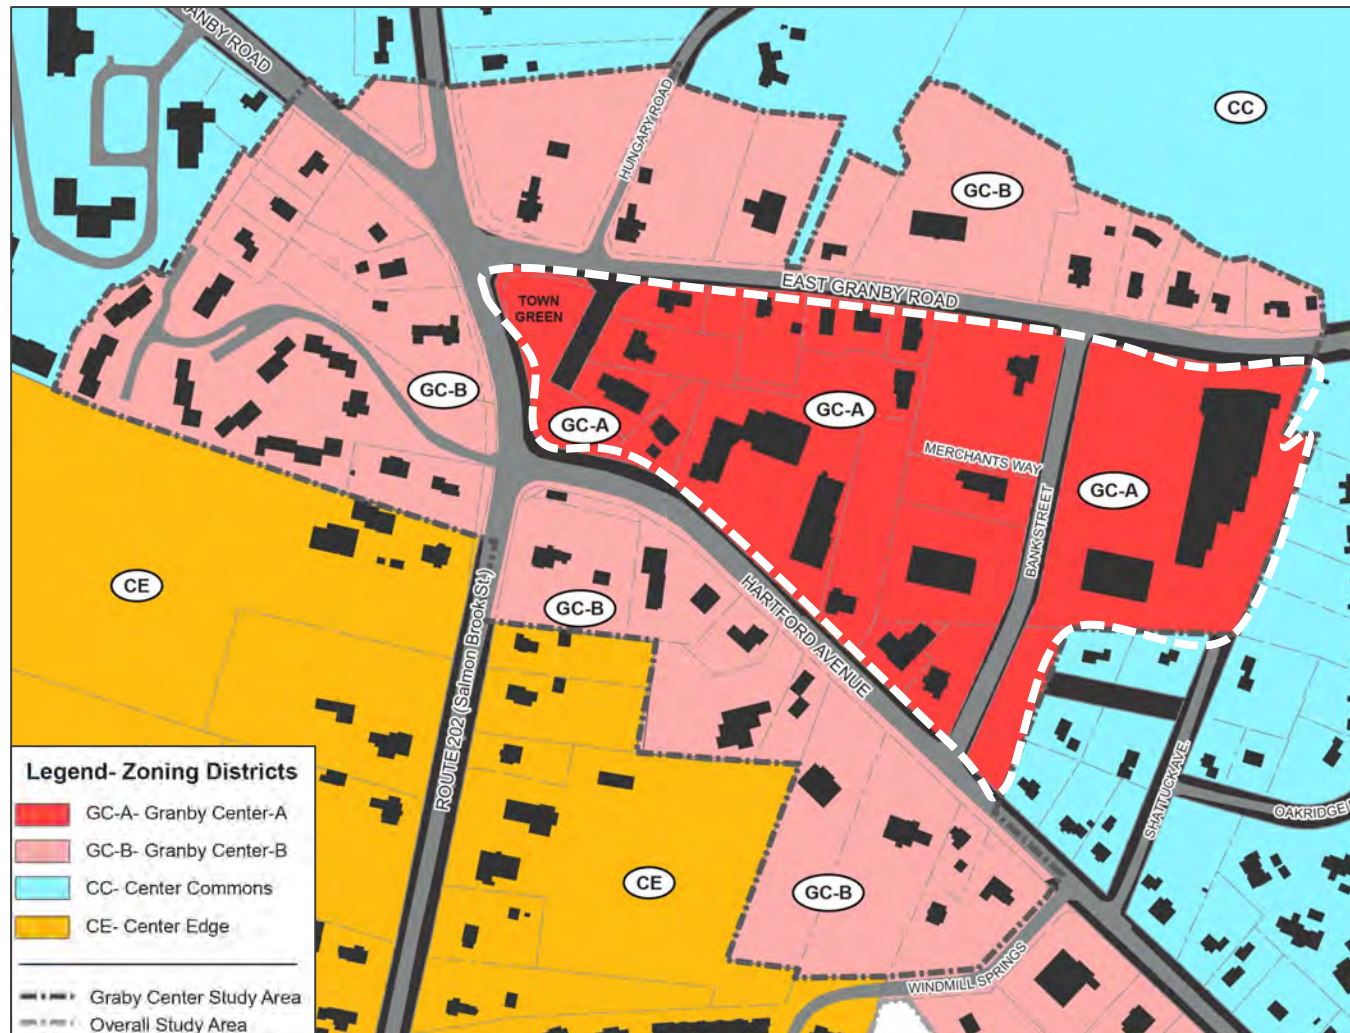 ANBY ROAD
HUNGARY ROAD
CC
GC-B
EAST GRANBY ROAD
TOWN
GREEN
GC-B
GC-A
GC-A
MERCHANTS WAY
GC-A
BANK STREET
CE
GC-B
HARTFORD AVENUE
ROUTE 202 (Salmon Brook St.)
SHATTUCK AVE.
OAKRIDGE
CE
GC-B
WINDMILL SPRINGS
Legend- Zoning Districts
GC-A- Granby Center-A
GC-B- Granby Center-B
CC- Center Commons
CE- Center Edge
Graby Center Study Area
Overall Study Area